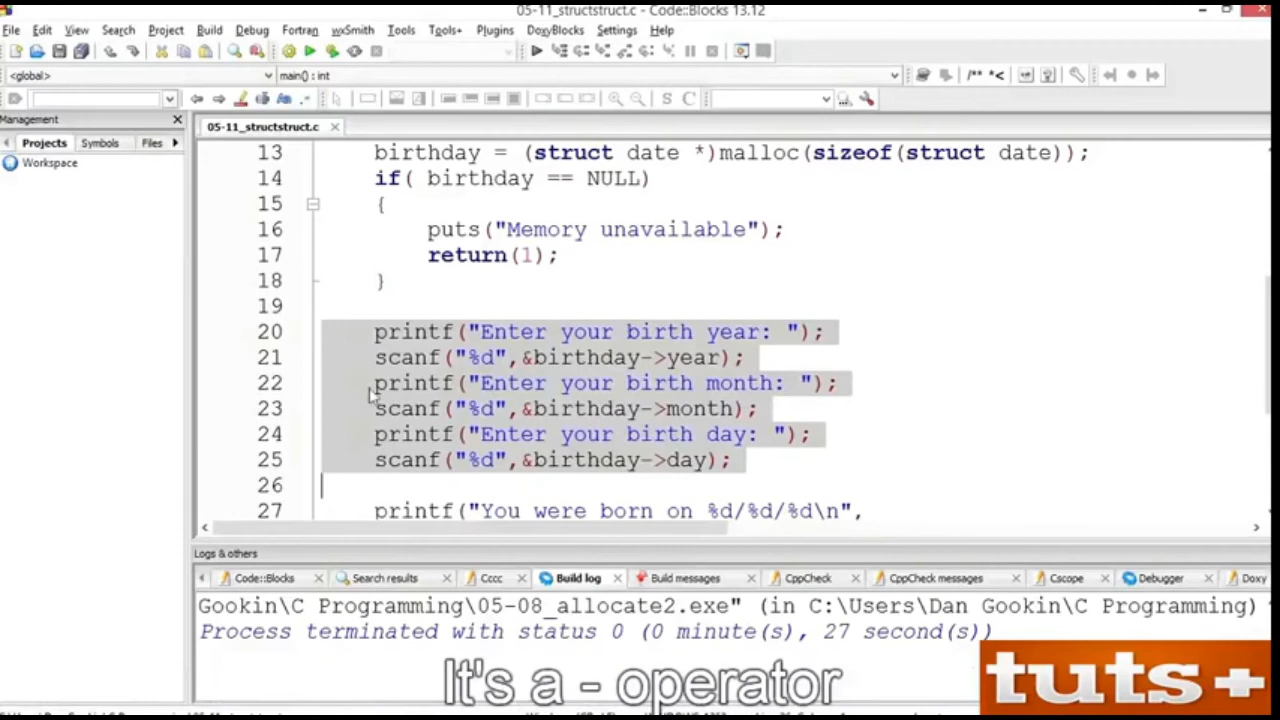 05-11_structstruct.c - Code::Blocks 13.12
File Edit View Search Project Build Debug Fortran wxSmith Tools Tools+ Plugins DoxyBlocks Settings Help
<global> main() : int
/** *<
S C
Management
05-11_structstruct.c
Projects Symbols Files
Workspace
13 birthday = (struct date *)malloc(sizeof(struct date));
14 if( birthday == NULL)
15 {
16 puts("Memory unavailable");
17 return(1);
18 }
19
20 printf("Enter your birth year: ");
21 scanf("%d",&birthday->year);
22 printf("Enter your birth month: ");
23 scanf("%d",&birthday->month);
24 printf("Enter your birth day: ");
25 scanf("%d",&birthday->day);
26
27 printf("You were born on %d/%d/%d\n",
Logs & others
Code::Blocks Search results Cccc Build log Build messages CppCheck CppCheck messages Cscope Debugger Doxy
Gookin\C Programming\05-08_allocate2.exe" (in C:\Users\Dan Gookin\C Programming)
Process terminated with status 0 (0 minute(s), 27 second(s))
It's a - operator
tuts+